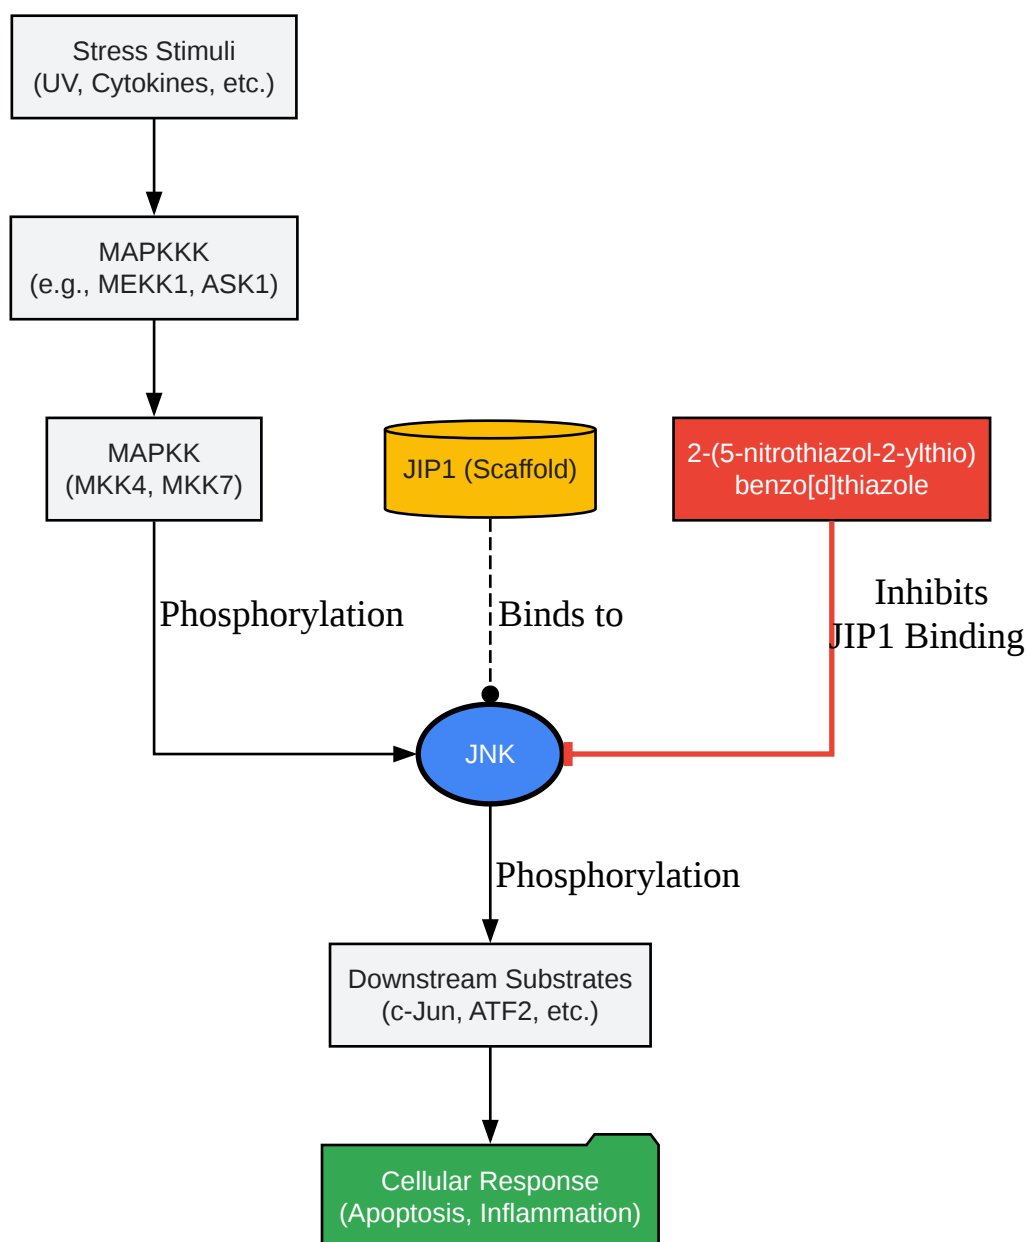 Stress Stimuli
(UV, Cytokines, etc.)
MAPKKK
(e.g., MEKK1, ASK1)
MAPKK
(MKK4, MKK7)
JIP1 (Scaffold)
2-(5-nitrothiazol-2-ylthio)
benzo[d]thiazole
Phosphorylation
Binds to
Inhibits
JIP1 Binding
JNK
Phosphorylation
Downstream Substrates
(c-Jun, ATF2, etc.)
Cellular Response
(Apoptosis, Inflammation)